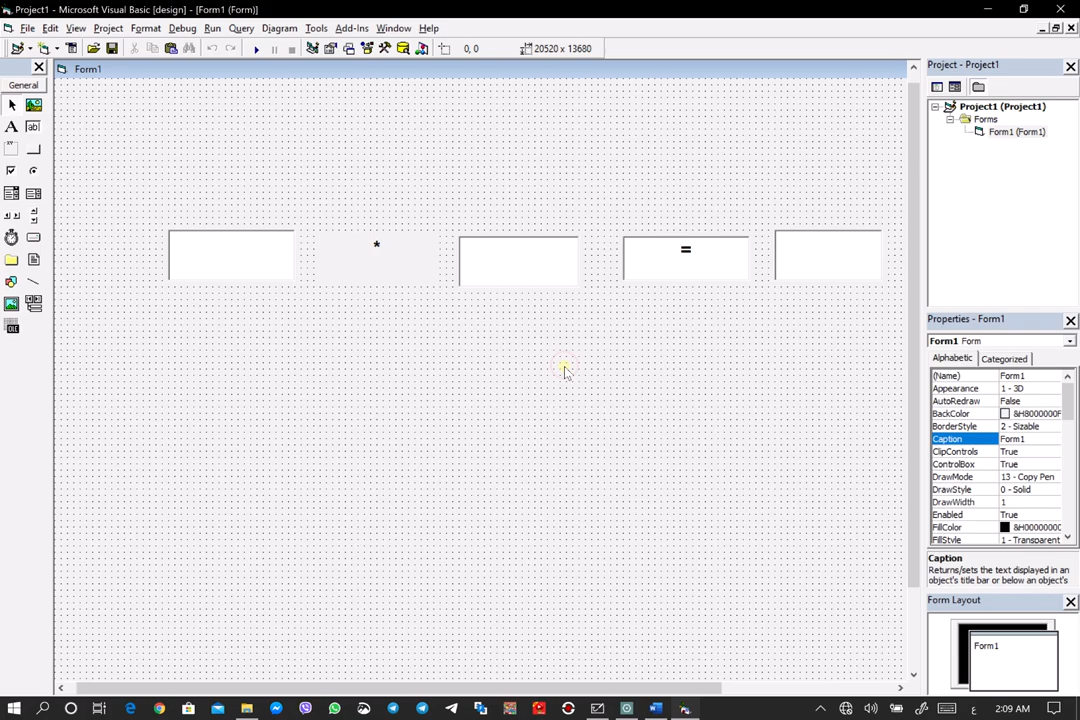 Project1 - Microsoft Visual Basic [design] - [Form1 (Form)]
File Edit View Project Format Debug Run Query Diagram Tools Add-Ins Window Help
0, 0
20520 x 13680
General
A
ab|
XY
OLE
Form1
*
=
Project - Project1
Project1 (Project1)
Forms
Form1 (Form1)
Properties - Form1
Form1 Form
Alphabetic Categorized
(Name) Form1
Appearance 1 - 3D
AutoRedraw False
BackColor &H8000000F
BorderStyle 2 - Sizable
Caption Form1
ClipControls True
ControlBox True
DrawMode 13 - Copy Pen
DrawStyle 0 - Solid
DrawWidth 1
Enabled True
FillColor &H0000000C
FillStyle 1 - Transparent
Caption
Returns/sets the text displayed in an
object's title bar or below an object's
Form Layout
Form1
ع 2:09 AM